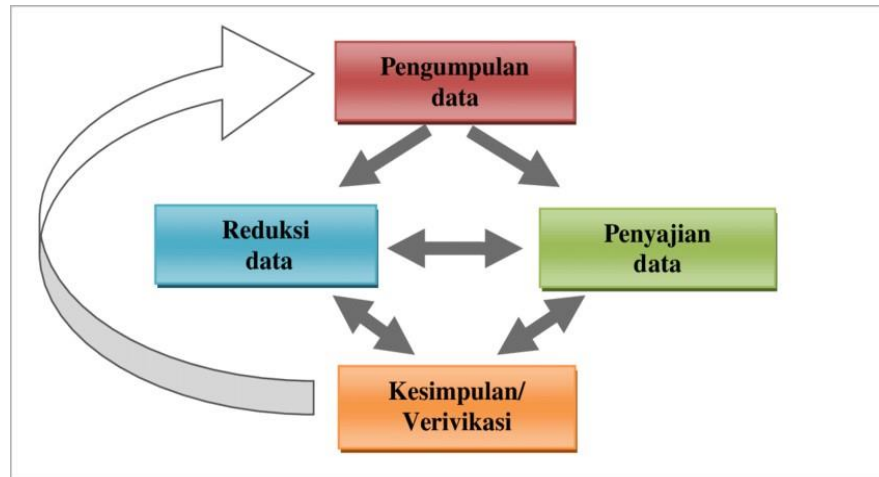 Pengumpulan
data
Reduksi
data
Penyajian
data
Kesimpulan/
Verivikasi